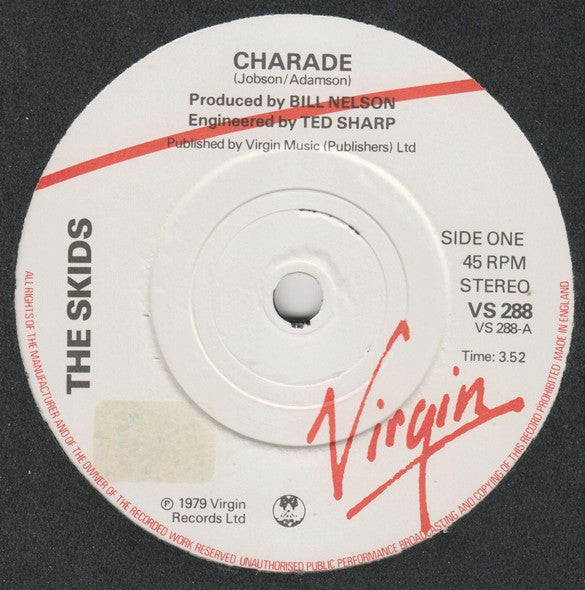 CHARADE
(Jobson/Adamson)
Produced by BILL NELSON
Engineered by TED SHARP
Published by Virgin Music (Publishers) Ltd
THE SKIDS
SIDE ONE
45 RPM
STEREO
VS 288
VS 288-A
Time: 3.52
Virgin
℗ 1979 Virgin
Records Ltd
ALL RIGHTS OF THE MANUFACTURER AND OF THE OWNER OF THE RECORDED WORK RESERVED UNAUTHORISED PUBLIC PERFORMANCE BROADCASTING AND COPYING OF THIS RECORD PROHIBITED MADE IN ENGLAND